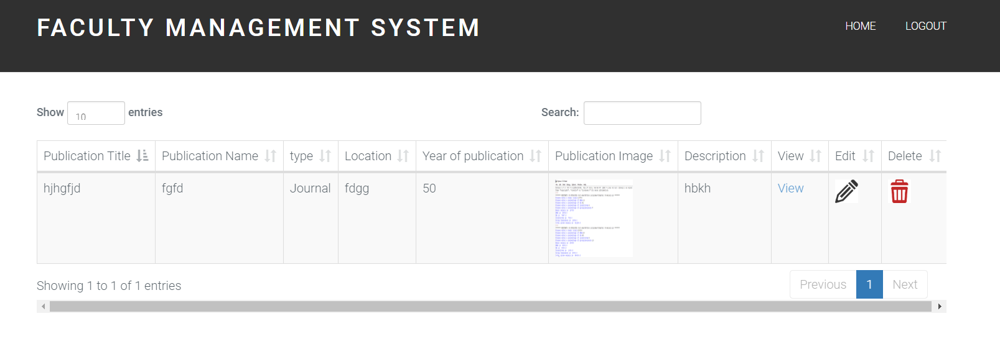 FACULTY MANAGEMENT SYSTEM
HOME LOGOUT
Show 10 entries
Search:
Publication Title Publication Name type Location Year of publication Publication Image Description View Edit Delete
hjhgfjd fgfd Journal fdgg 50 hbkh View
Showing 1 to 1 of 1 entries
Previous 1 Next